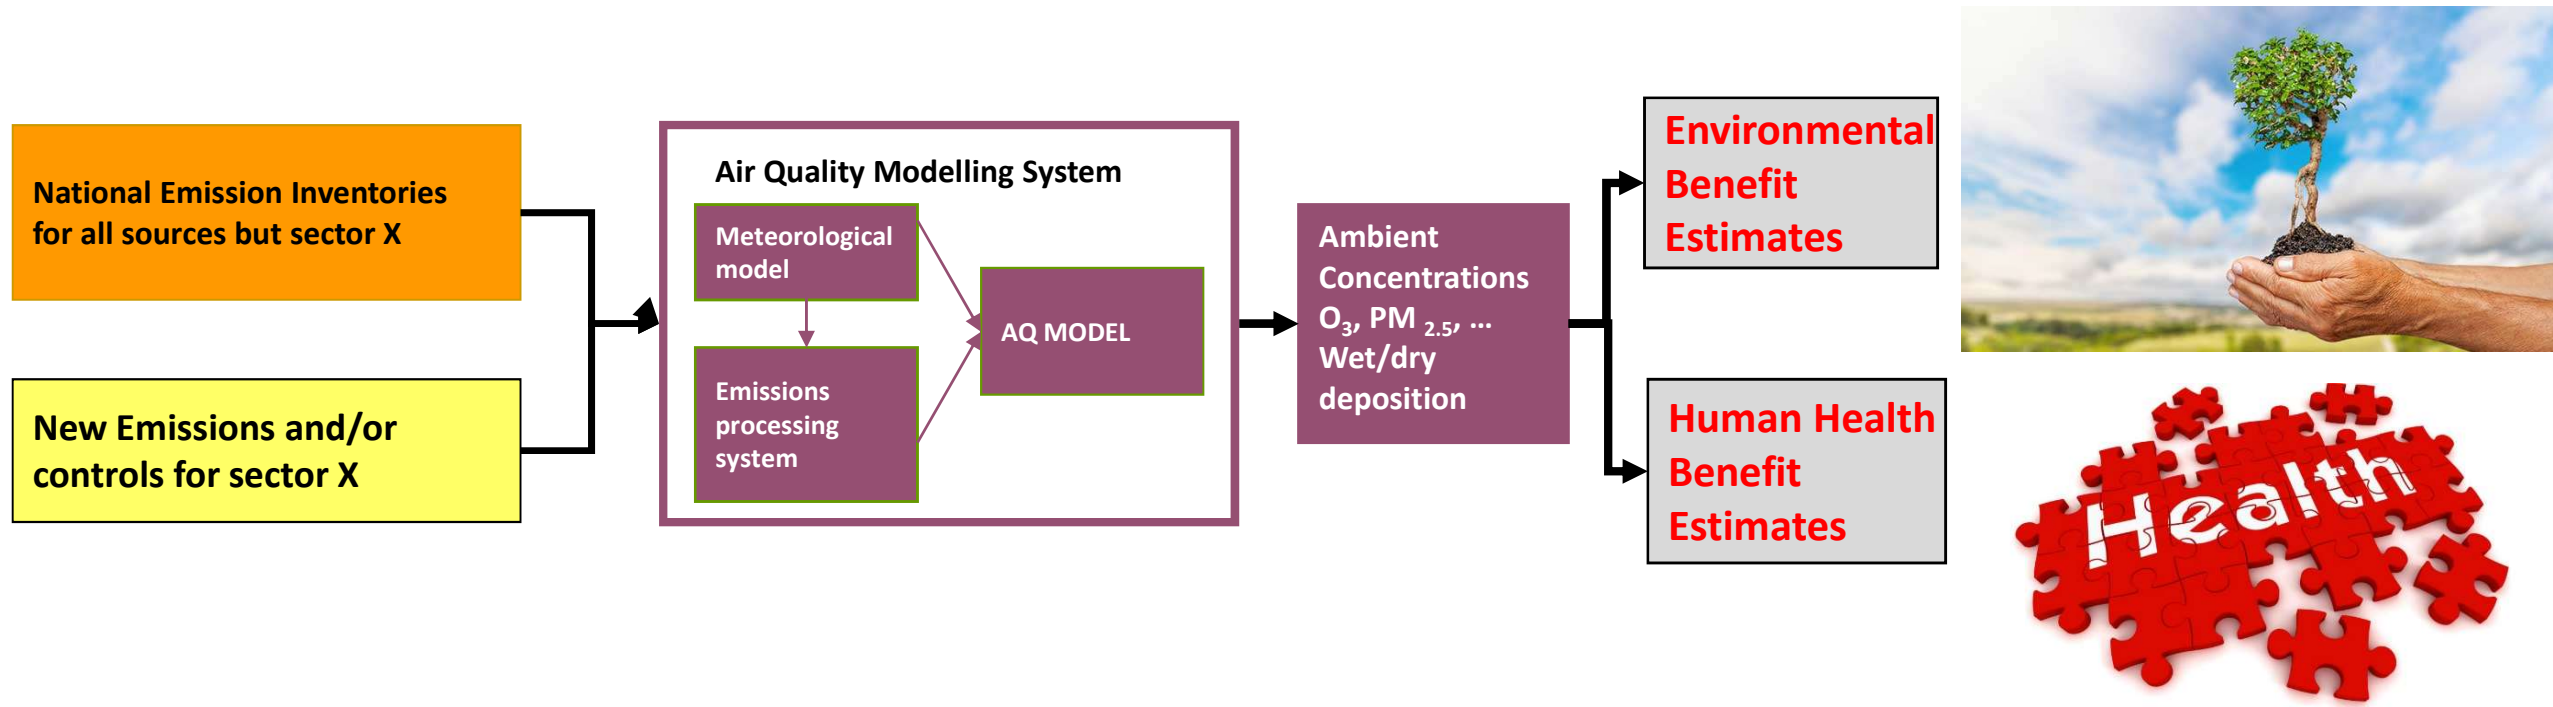 National Emission Inventories
for all sources but sector X
New Emissions and/or
controls for sector X
Air Quality Modelling System
Meteorological
model
Emissions
processing
system
AQ MODEL
Ambient
Concentrations
O₃, PM ₂.₅, ...
Wet/dry
deposition
Environmental
Benefit
Estimates
Human Health
Benefit
Estimates
Health